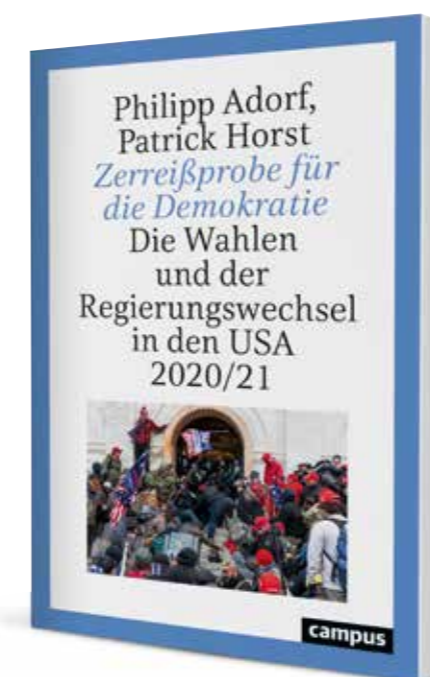 Philipp Adorf,
Patrick Horst
Zerreißprobe für
die Demokratie
Die Wahlen
und der
Regierungswechsel
in den USA
2020/21
campus